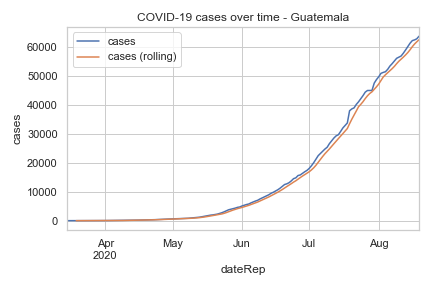 COVID-19 cases over time - Guatemala
cases
cases (rolling)
60000
50000
40000
30000
20000
10000
0
cases
Apr
2020
May
Jun
Jul
Aug
dateRep